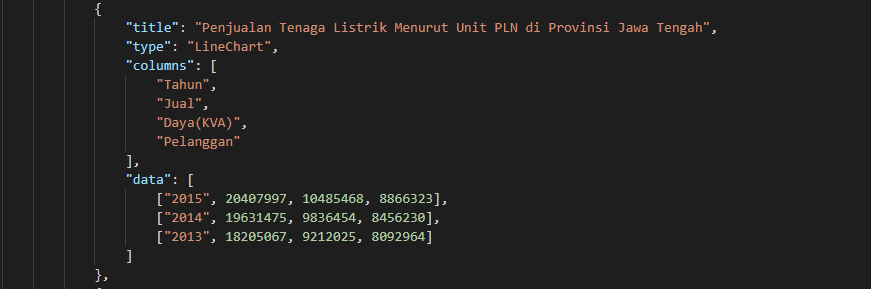 {
"title": "Penjualan Tenaga Listrik Menurut Unit PLN di Provinsi Jawa Tengah",
"type": "LineChart",
"columns": [
"Tahun",
"Jual",
"Daya(KVA)",
"Pelanggan"
],
"data": [
["2015", 20407997, 10485468, 8866323],
["2014", 19631475, 9836454, 8456230],
["2013", 18205067, 9212025, 8092964]
]
},